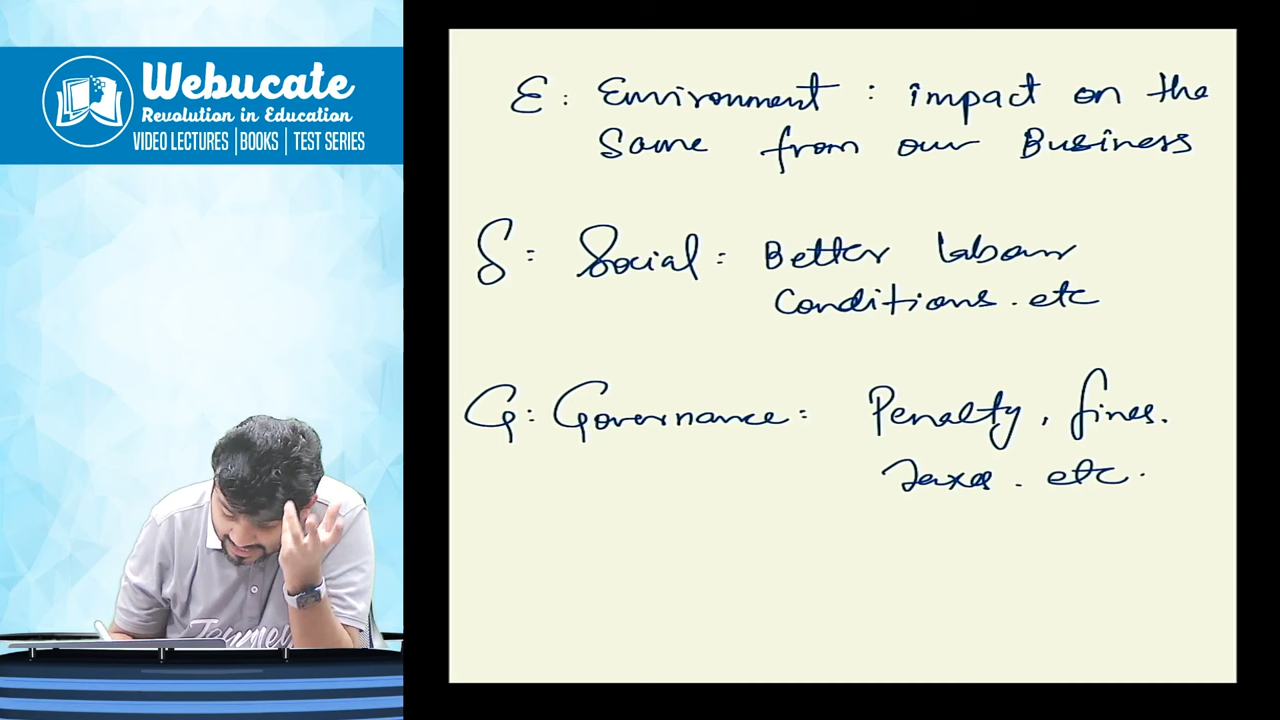 Webucate
Revolution in Education
VIDEO LECTURES | BOOKS | TEST SERIES
E : Environment : impact on the
Same from our Business
S : Social : Better labour
Conditions . etc
G : Governance : Penalty , fines.
Taxes . etc.